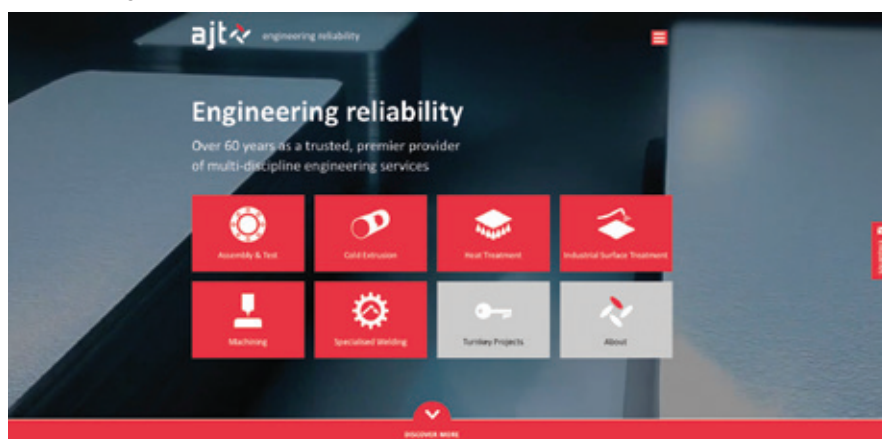 ajt engineering reliability
Engineering reliability
Over 60 years as a trusted, premier provider
of multi-discipline engineering services
Assembly & Test
Cold Extrusion
Heat Treatment
Industrial Surface Treatment
Machining
Specialised Welding
Turnkey Projects
About
DISCOVER MORE